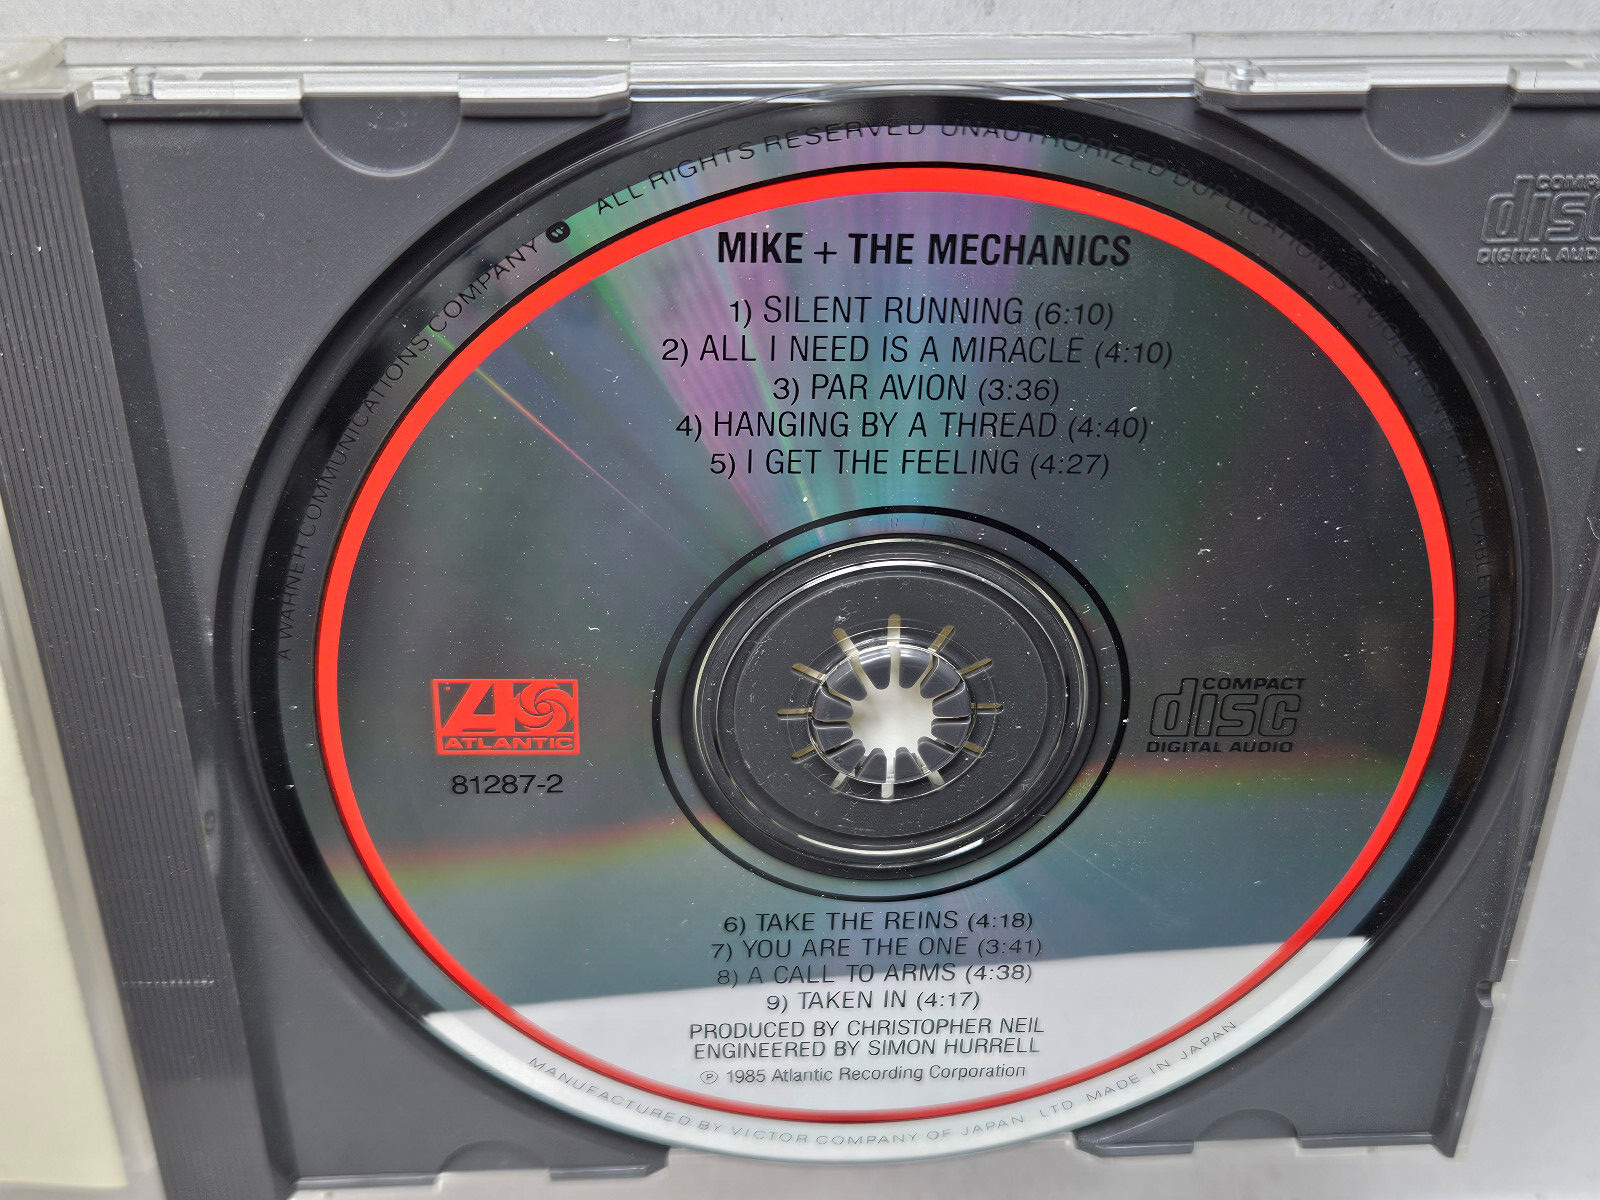 MIKE + THE MECHANICS
1) SILENT RUNNING (6:10)
2) ALL I NEED IS A MIRACLE (4:10)
3) PAR AVION (3:36)
4) HANGING BY A THREAD (4:40)
5) I GET THE FEELING (4:27)
ATLANTIC
81287-2
COMPACT
disc
DIGITAL AUDIO
6) TAKE THE REINS (4:18)
7) YOU ARE THE ONE (3:41)
8) A CALL TO ARMS (4:38)
9) TAKEN IN (4:17)
PRODUCED BY CHRISTOPHER NEIL
ENGINEERED BY SIMON HURRELL
℗ 1985 Atlantic Recording Corporation
A WARNER COMMUNICATIONS COMPANY ALL RIGHTS RESERVED UNAUTHORIZED DUPLICATION IS A VIOLATION OF APPLICABLE LAWS
MANUFACTURED BY VICTOR COMPANY OF JAPAN, LTD. MADE IN JAPAN
disc
DIGITAL